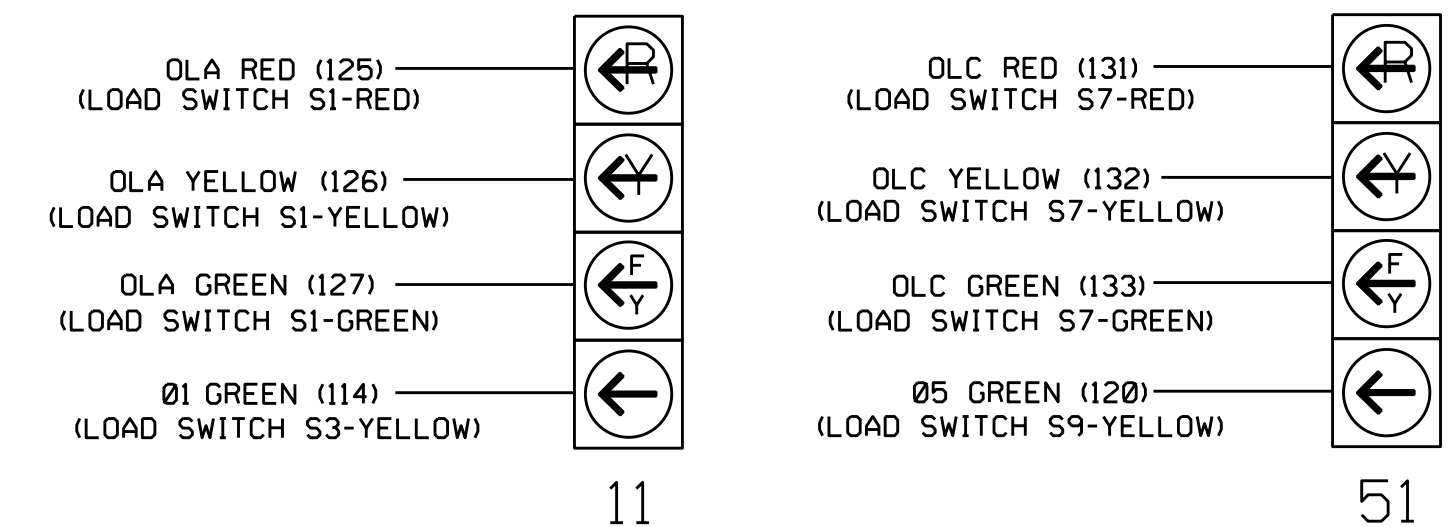 OLA RED (125)
(LOAD SWITCH S1-RED)
R
OLA YELLOW (126)
(LOAD SWITCH S1-YELLOW)
Y
OLA GREEN (127)
(LOAD SWITCH S1-GREEN)
F
Y
Ø1 GREEN (114)
(LOAD SWITCH S3-YELLOW)
11
OLC RED (131)
(LOAD SWITCH S7-RED)
R
OLC YELLOW (132)
(LOAD SWITCH S7-YELLOW)
Y
OLC GREEN (133)
(LOAD SWITCH S7-GREEN)
F
Y
Ø5 GREEN (120)
(LOAD SWITCH S9-YELLOW)
51